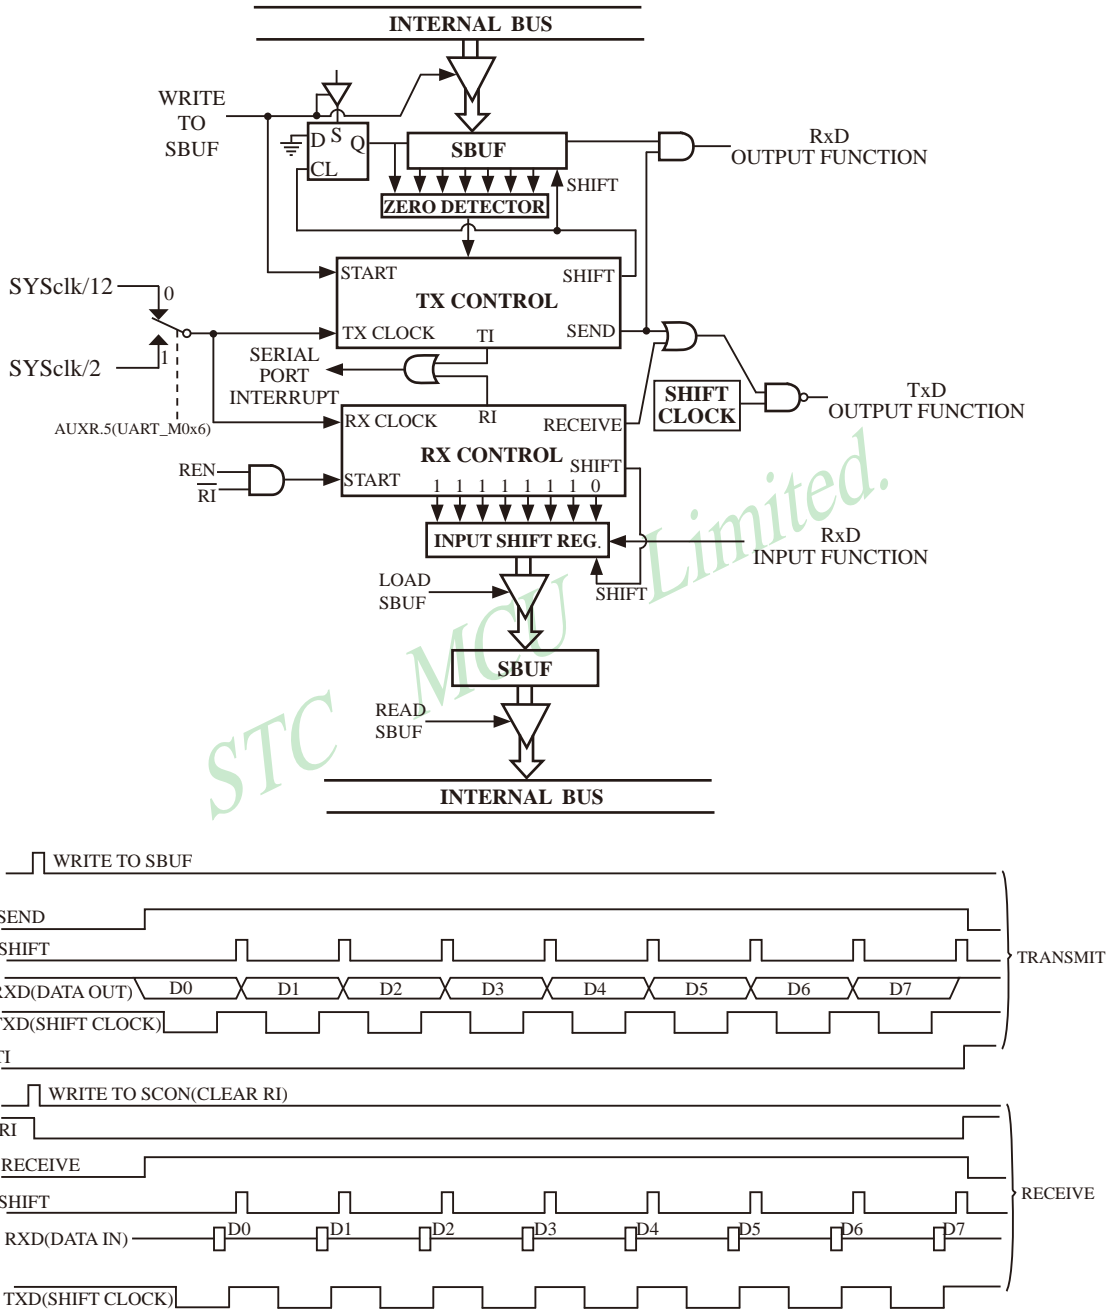 INTERNAL BUS
WRITE
TO
SBUF
D S Q
CL
SBUF
RxD
OUTPUT FUNCTION
SHIFT
ZERO DETECTOR
SYSclk/12
0
START
SHIFT
TX CONTROL
TX CLOCK
TI
SEND
1
SYSclk/2
SERIAL
PORT
INTERRUPT
SHIFT
CLOCK
TxD
OUTPUT FUNCTION
AUXR.5(UART_M0x6)
RX CLOCK
RI
RECEIVE
RX CONTROL
REN
RI
START
SHIFT
1 1 1 1 1 1 1 0
INPUT SHIFT REG.
RxD
INPUT FUNCTION
LOAD
SBUF
SHIFT
SBUF
READ
SBUF
INTERNAL BUS
STC MCU Limited.
WRITE TO SBUF
SEND
SHIFT
RXD(DATA OUT) D0 D1 D2 D3 D4 D5 D6 D7
TXD(SHIFT CLOCK)
TI
TRANSMIT
WRITE TO SCON(CLEAR RI)
RI
RECEIVE
SHIFT
RXD(DATA IN) D0 D1 D2 D3 D4 D5 D6 D7
TXD(SHIFT CLOCK)
RECEIVE